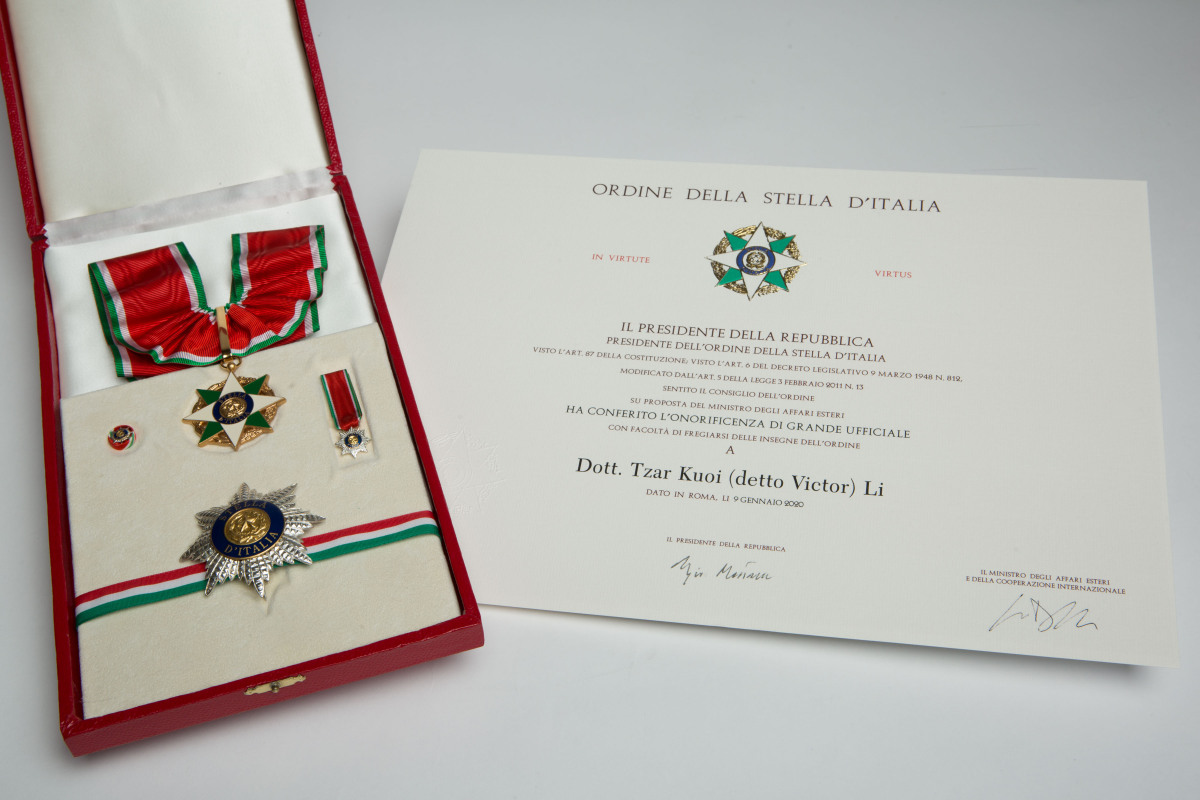 ORDINE DELLA STELLA D'ITALIA
IN VIRTUTE
VIRTUS
IL PRESIDENTE DELLA REPUBBLICA
PRESIDENTE DELL'ORDINE DELLA STELLA D'ITALIA
VISTO L'ART. 87 DELLA COSTITUZIONE; VISTO L'ART. 6 DEL DECRETO LEGISLATIVO 9 MARZO 1948 N. 812,
MODIFICATO DALL'ART. 5 DELLA LEGGE 3 FEBBRAIO 2011 N. 13
SENTITO IL CONSIGLIO DELL'ORDINE
SU PROPOSTA DEL MINISTRO DEGLI AFFARI ESTERI
HA CONFERITO L'ONORIFICENZA DI GRANDE UFFICIALE
CON FACOLTÀ DI FREGIARSI DELLE INSEGNE DELL'ORDINE
A
Dott. Tzar Kuoi (detto Victor) Li
DATO IN ROMA, LI 9 GENNAIO 2020
IL PRESIDENTE DELLA REPUBBLICA
IL MINISTRO DEGLI AFFARI ESTERI
E DELLA COOPERAZIONE INTERNAZIONALE
STELLA
D'ITALIA